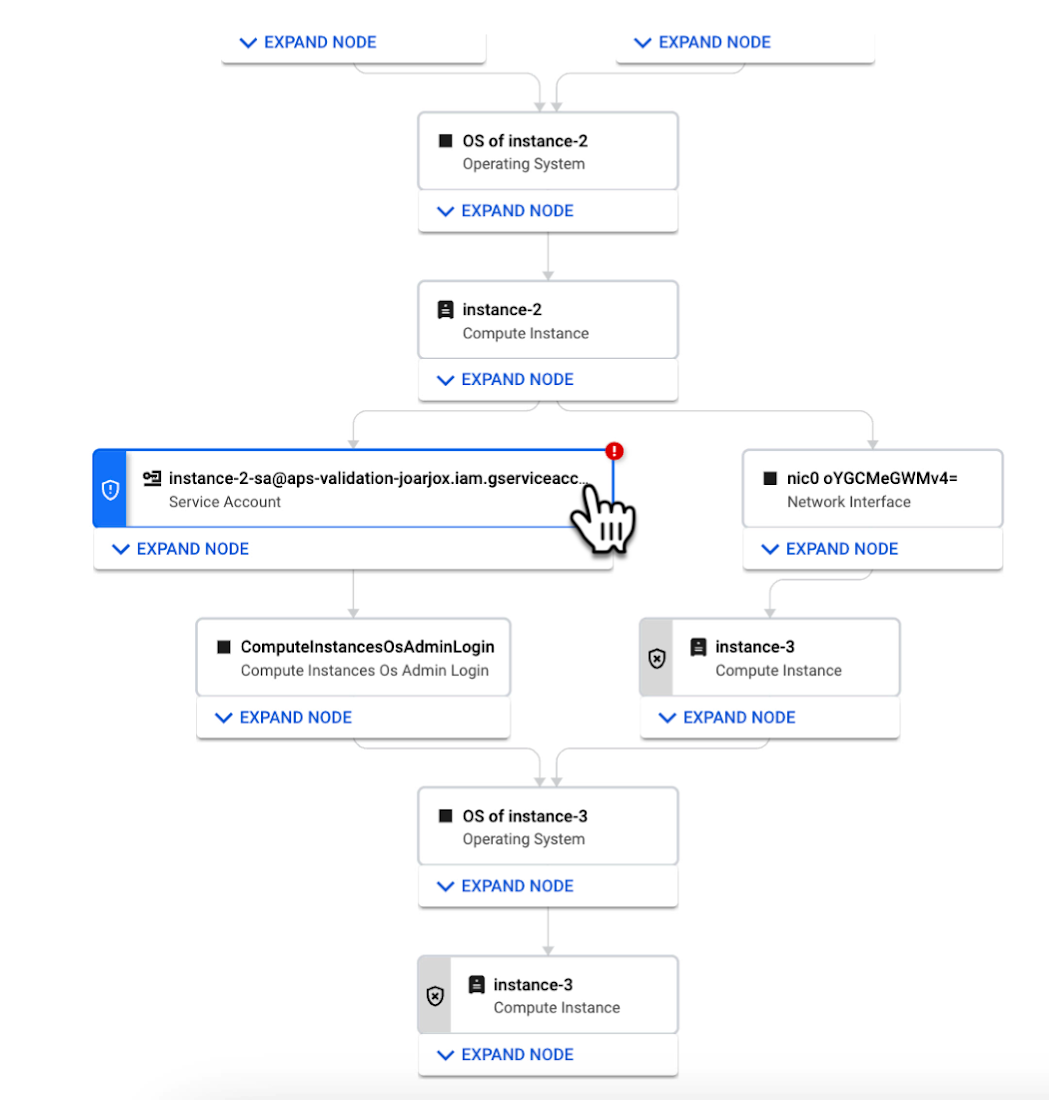 EXPAND NODE
EXPAND NODE
OS of instance-2
Operating System
EXPAND NODE
instance-2
Compute Instance
EXPAND NODE
instance-2-sa@aps-validation-joarjox.iam.gserviceacc...
Service Account
EXPAND NODE
nic0 oYGCMeGWMv4=
Network Interface
EXPAND NODE
ComputeInstancesOsAdminLogin
Compute Instances Os Admin Login
EXPAND NODE
instance-3
Compute Instance
EXPAND NODE
OS of instance-3
Operating System
EXPAND NODE
instance-3
Compute Instance
EXPAND NODE